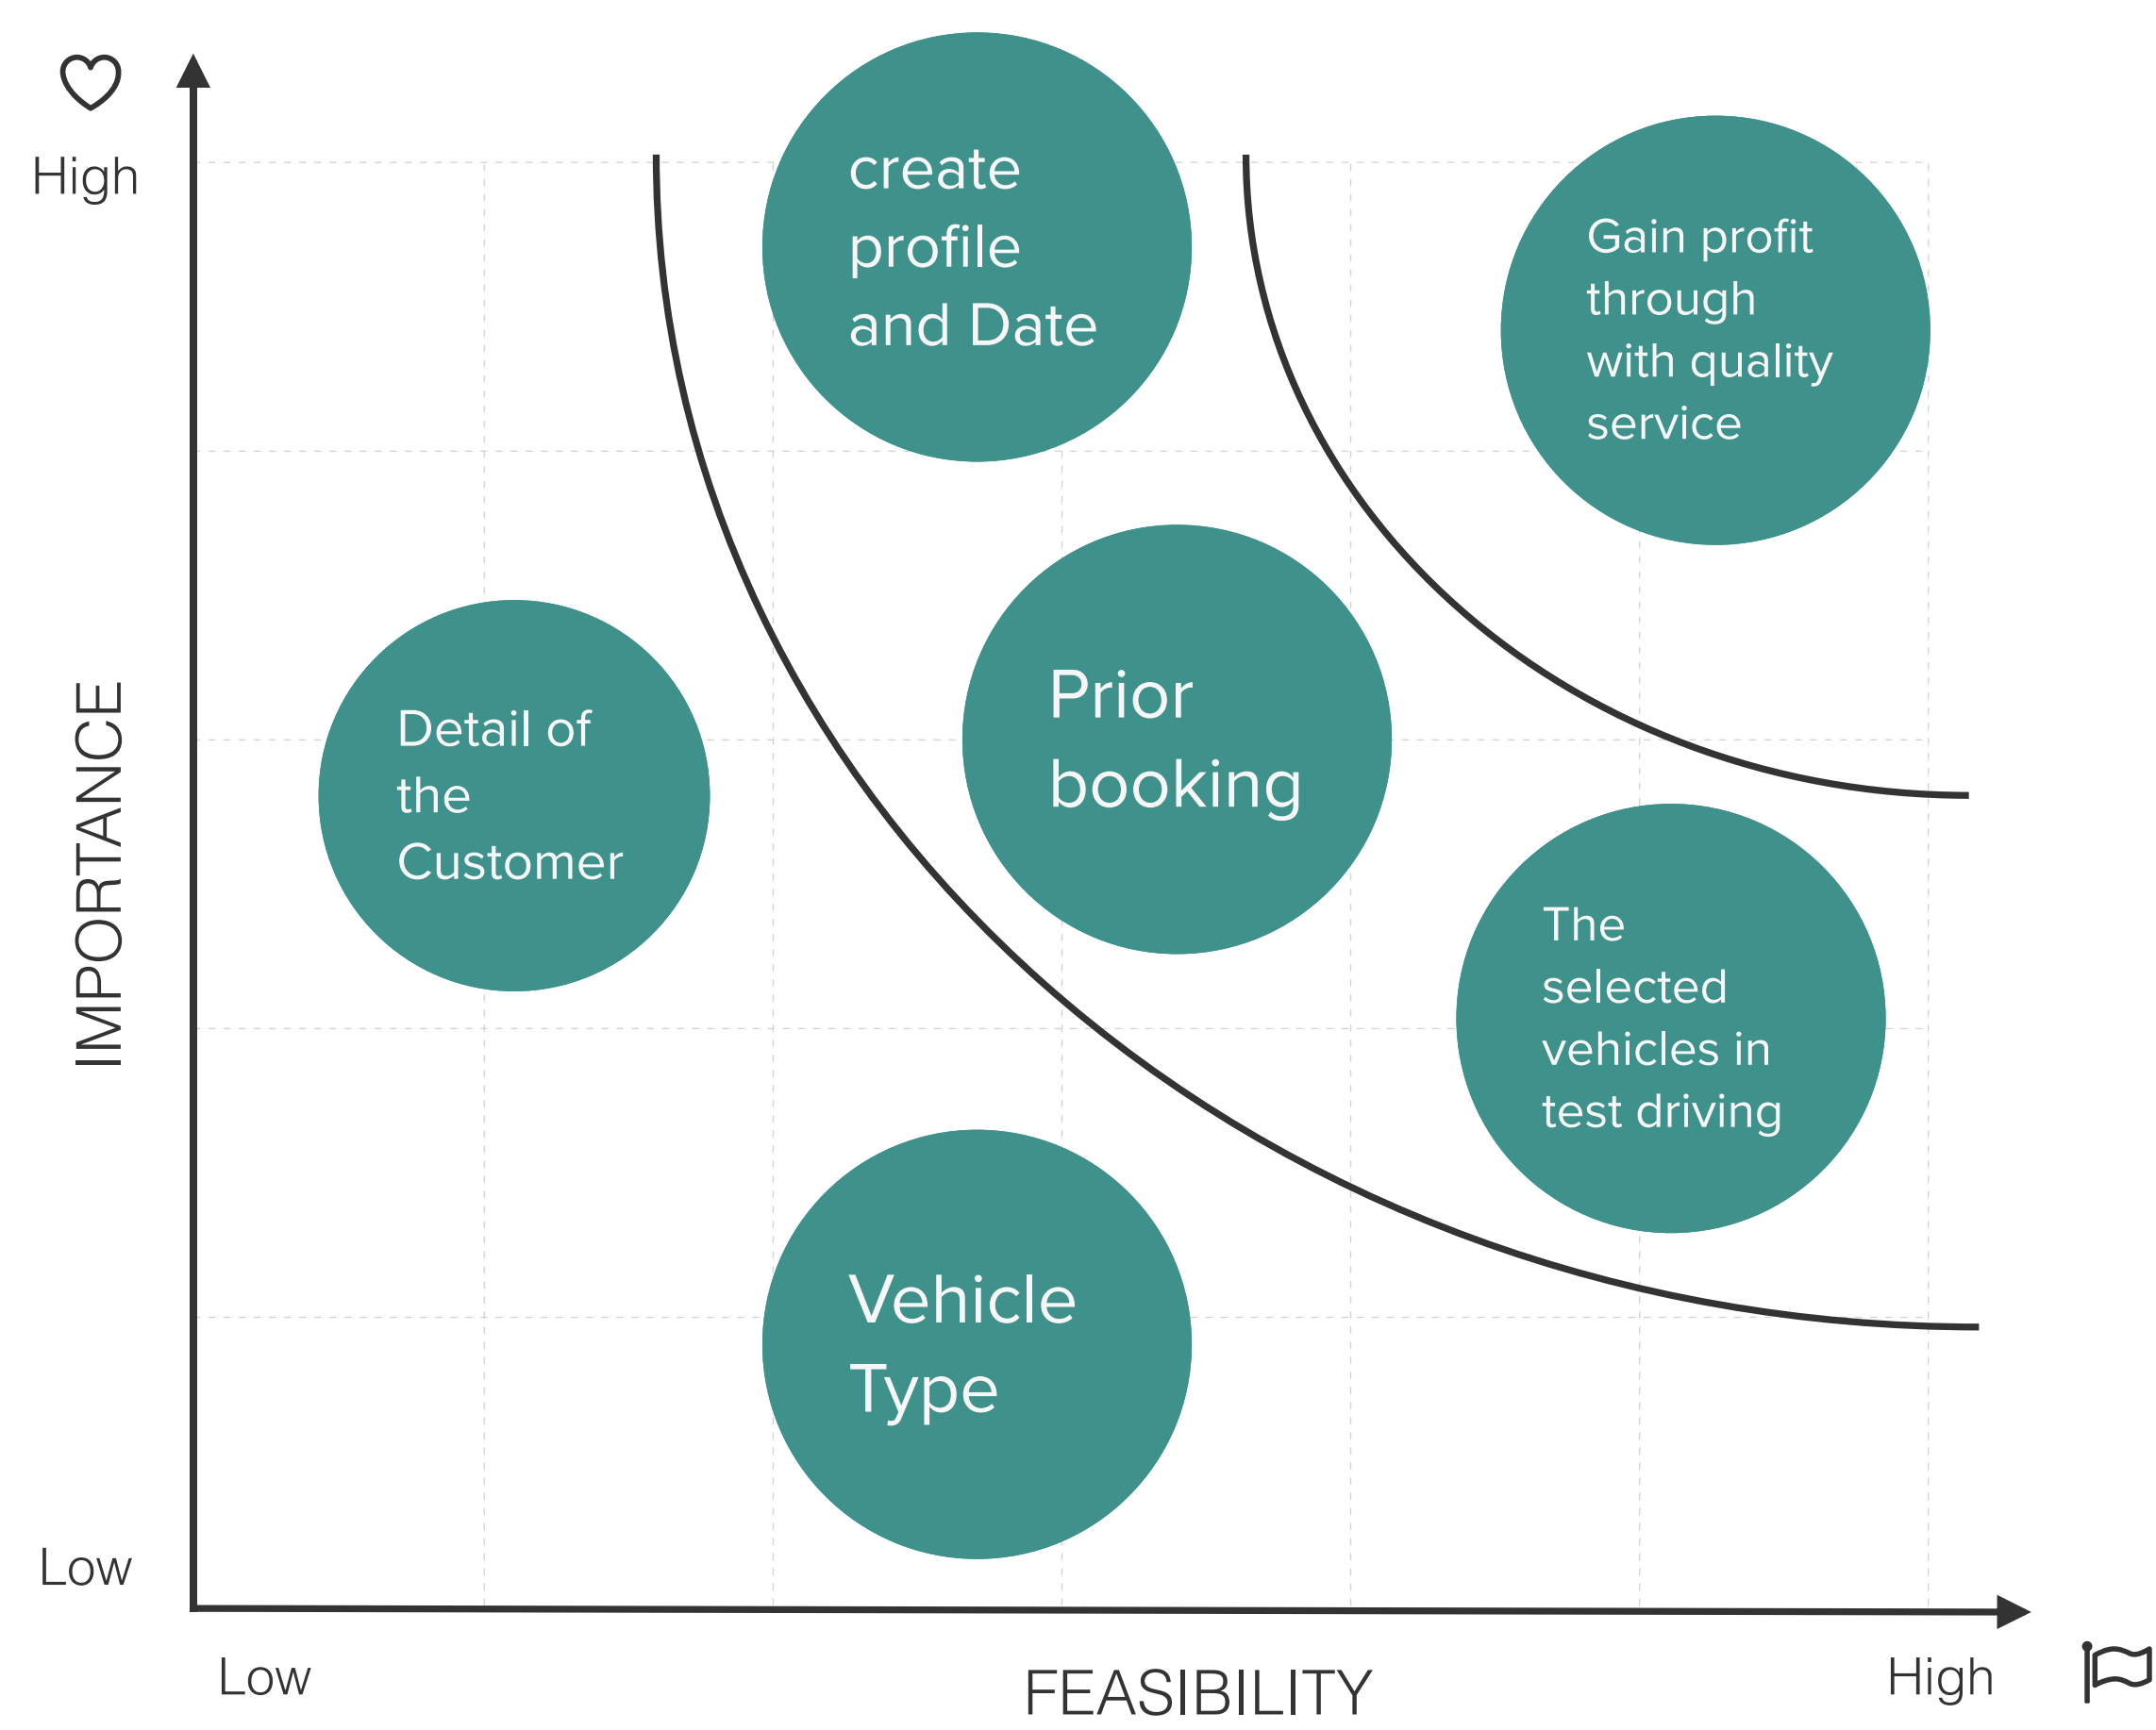 High
create
profile
and Date
Gain profit
through
with quality
service
Prior
booking
Detail of
the
Customer
The
selected
vehicles in
test driving
Vehicle
Type
IMPORTANCE
Low
Low
FEASIBILITY
High